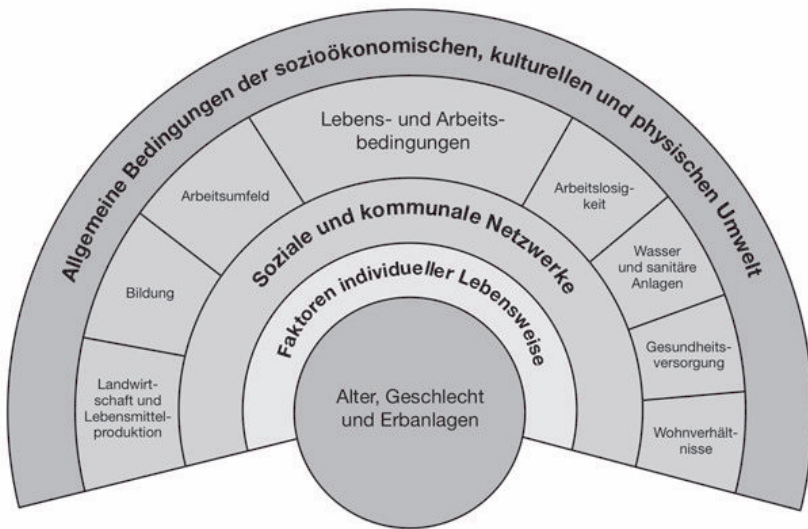 Allgemeine Bedingungen der sozioökonomischen, kulturellen und physischen Umwelt
Lebens- und Arbeits-
bedingungen
Arbeitsumfeld
Arbeitslosig-
keit
Bildung
Wasser
und sanitäre
Anlagen
Landwirt-
schaft und
Lebensmittel-
produktion
Gesundheits-
versorgung
Wohnverhält-
nisse
Soziale und kommunale Netzwerke
Faktoren individueller Lebensweise
Alter, Geschlecht
und Erbanlagen